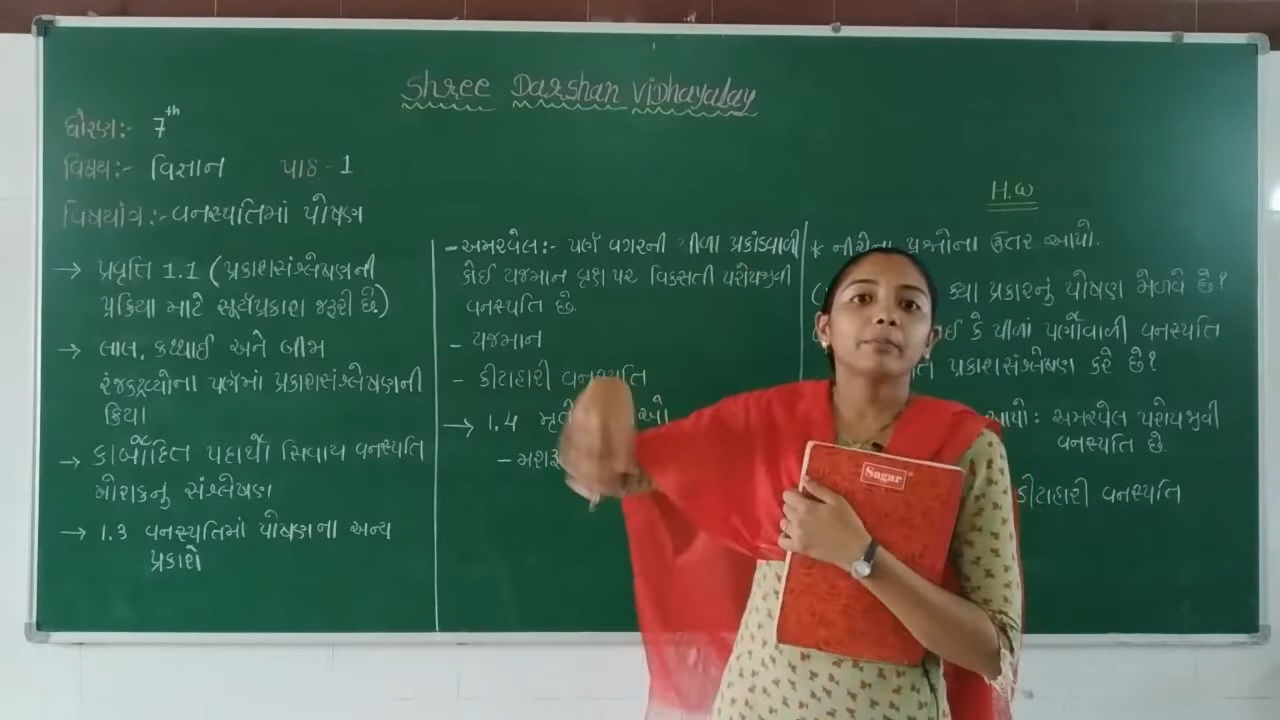 Shree Darshan Vidhayalay
ધોરણ:- 7th
વિષય:- વિજ્ઞાન પાઠ - 1
વિષયાંગ:- વનસ્પતિમાં પોષણ
→ પ્રવૃત્તિ 1.1 (પ્રકાશસંશ્લેષણની
પ્રક્રિયા માટે સૂર્યપ્રકાશ જરૂરી છે)
→ લાલ, કથ્થાઈ અને
રંજકદ્રવ્યોના પર્ણમાં પ્રકાશસંશ્લેષણની
ક્રિયા
→ કાર્બોદિત પદાર્થો સિવાય વનસ્પતિ
ખોરાકનું સંશ્લેષણ
→ 1.3 વનસ્પતિમાં પોષણના અન્ય
પ્રકારો
- અમરવેલ:- પર્ણ વગરની પીળા પ્રકાંડવાળી
કોઈ યજમાન વૃક્ષ પર વિકસતી પરોપજીવી
વનસ્પતિ છે.
- યજમાન
- કીટાહારી વનસ્પતિ
→ 1.4
H.W
* નીચેના પ્રશ્નોના ઉત્તર આપો.
ક્યા પ્રકારનું પોષણ મેળવે છે?
કે પીળાં પર્ણોવાળી વનસ્પતિ
પ્રકાશસંશ્લેષણ કરે છે?
આપો: અમરવેલ પરોપજીવી
વનસ્પતિ છે.
કીટાહારી વનસ્પતિ
Sagar